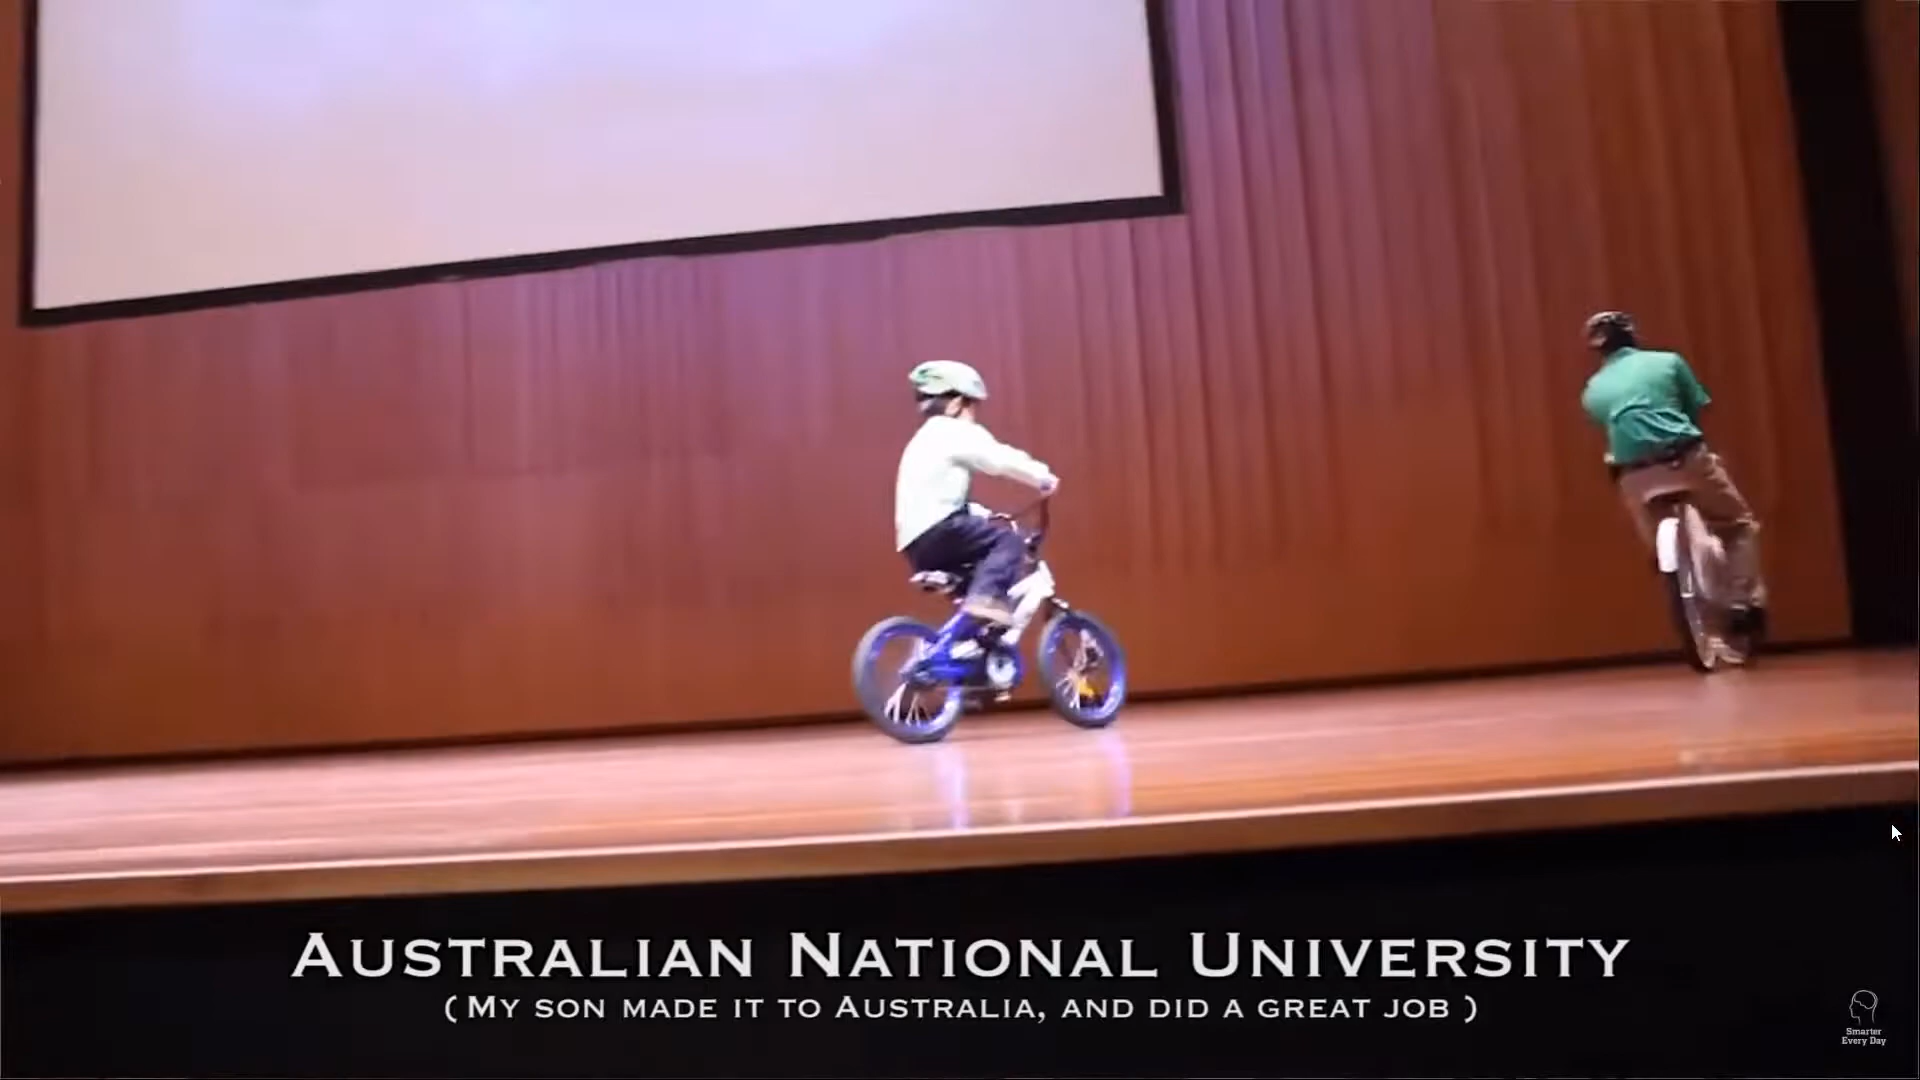 Australian National University
(My son made it to Australia, and did a great job )
Smarter
Every Day